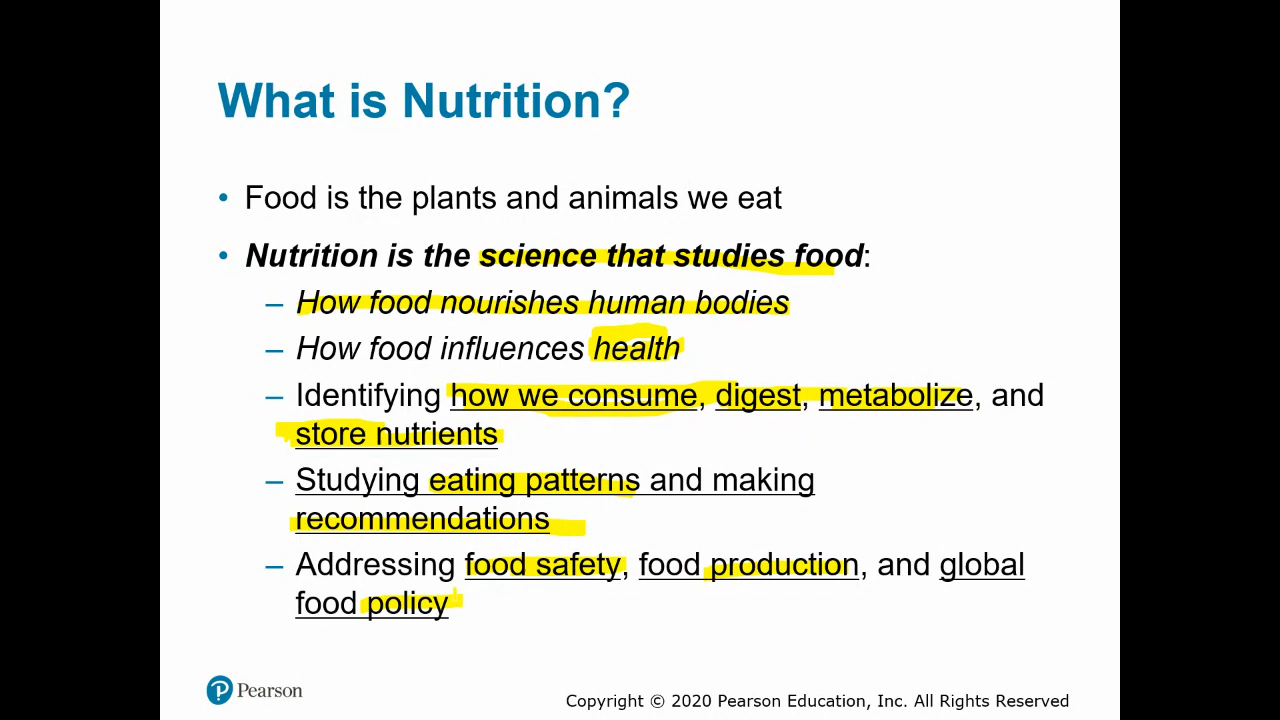 What is Nutrition?
• Food is the plants and animals we eat
• Nutrition is the science that studies food:
– How food nourishes human bodies
– How food influences health
– Identifying how we consume, digest, metabolize, and
store nutrients
– Studying eating patterns and making
recommendations
– Addressing food safety, food production, and global
food policy
Pearson
Copyright © 2020 Pearson Education, Inc. All Rights Reserved